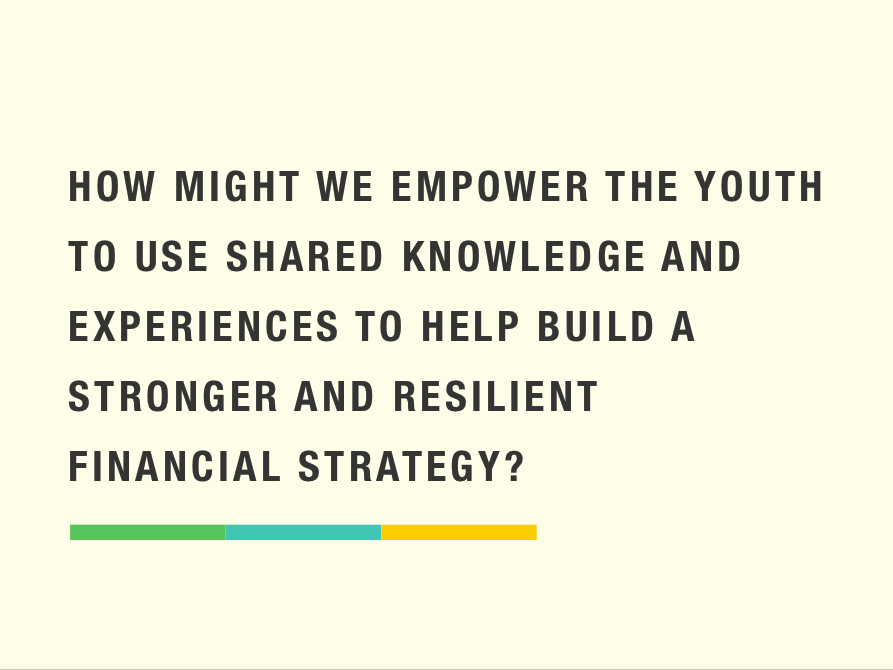 HOW MIGHT WE EMPOWER THE YOUTH
TO USE SHARED KNOWLEDGE AND
EXPERIENCES TO HELP BUILD A
STRONGER AND RESILIENT
FINANCIAL STRATEGY?